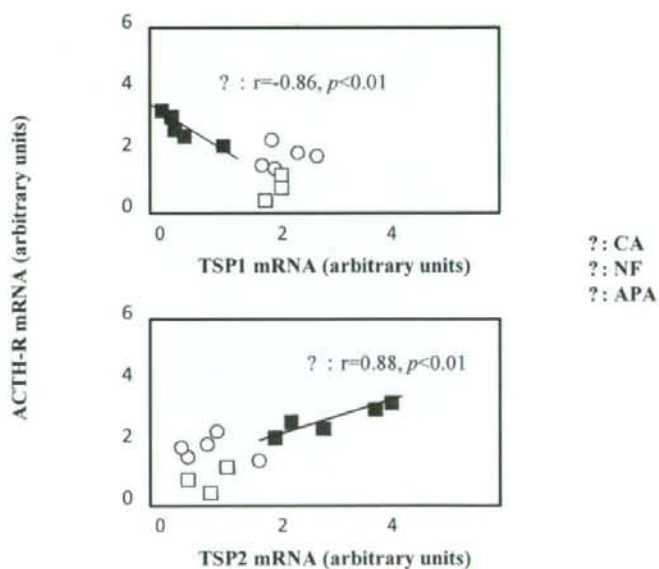 ACTH-R mRNA (arbitrary units)
6
4
2
0
? : r=-0.86, p<0.01
0 2 4
TSP1 mRNA (arbitrary units)
? : CA
? : NF
? : APA
6
4
2
0
? : r=0.88, p<0.01
0 2 4
TSP2 mRNA (arbitrary units)